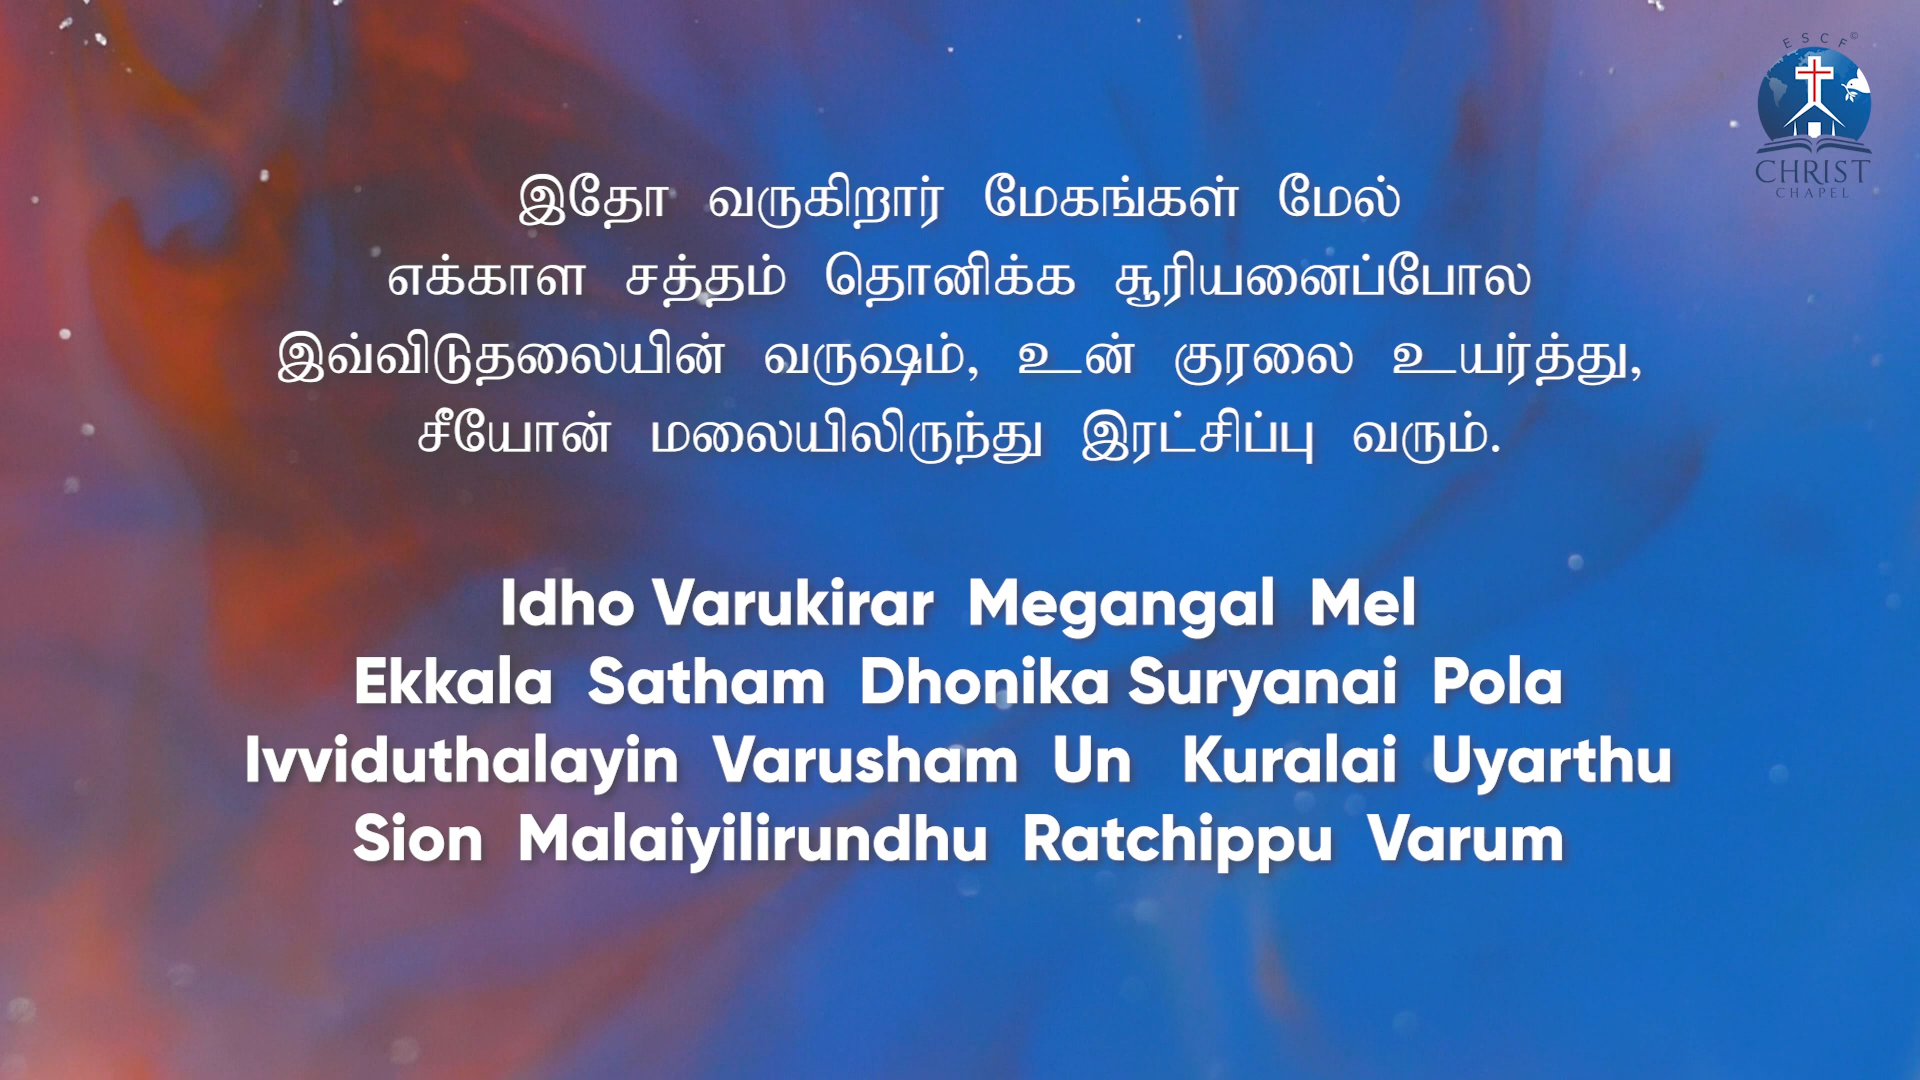 ESCF©
CHRIST
CHAPEL
இதோ வருகிறார் மேகங்கள் மேல்
எக்காள சத்தம் தொனிக்க சூரியனைப்போல
இவ்விடுதலையின் வருஷம், உன் குரலை உயர்த்து,
சீயோன் மலையிலிருந்து இரட்சிப்பு வரும்.
Idho Varukirar Megangal Mel
Ekkala Satham Dhonika Suryanai Pola
Ivviduthalayin Varusham Un Kuralai Uyarthu
Sion Malaiyilirundhu Ratchippu Varum